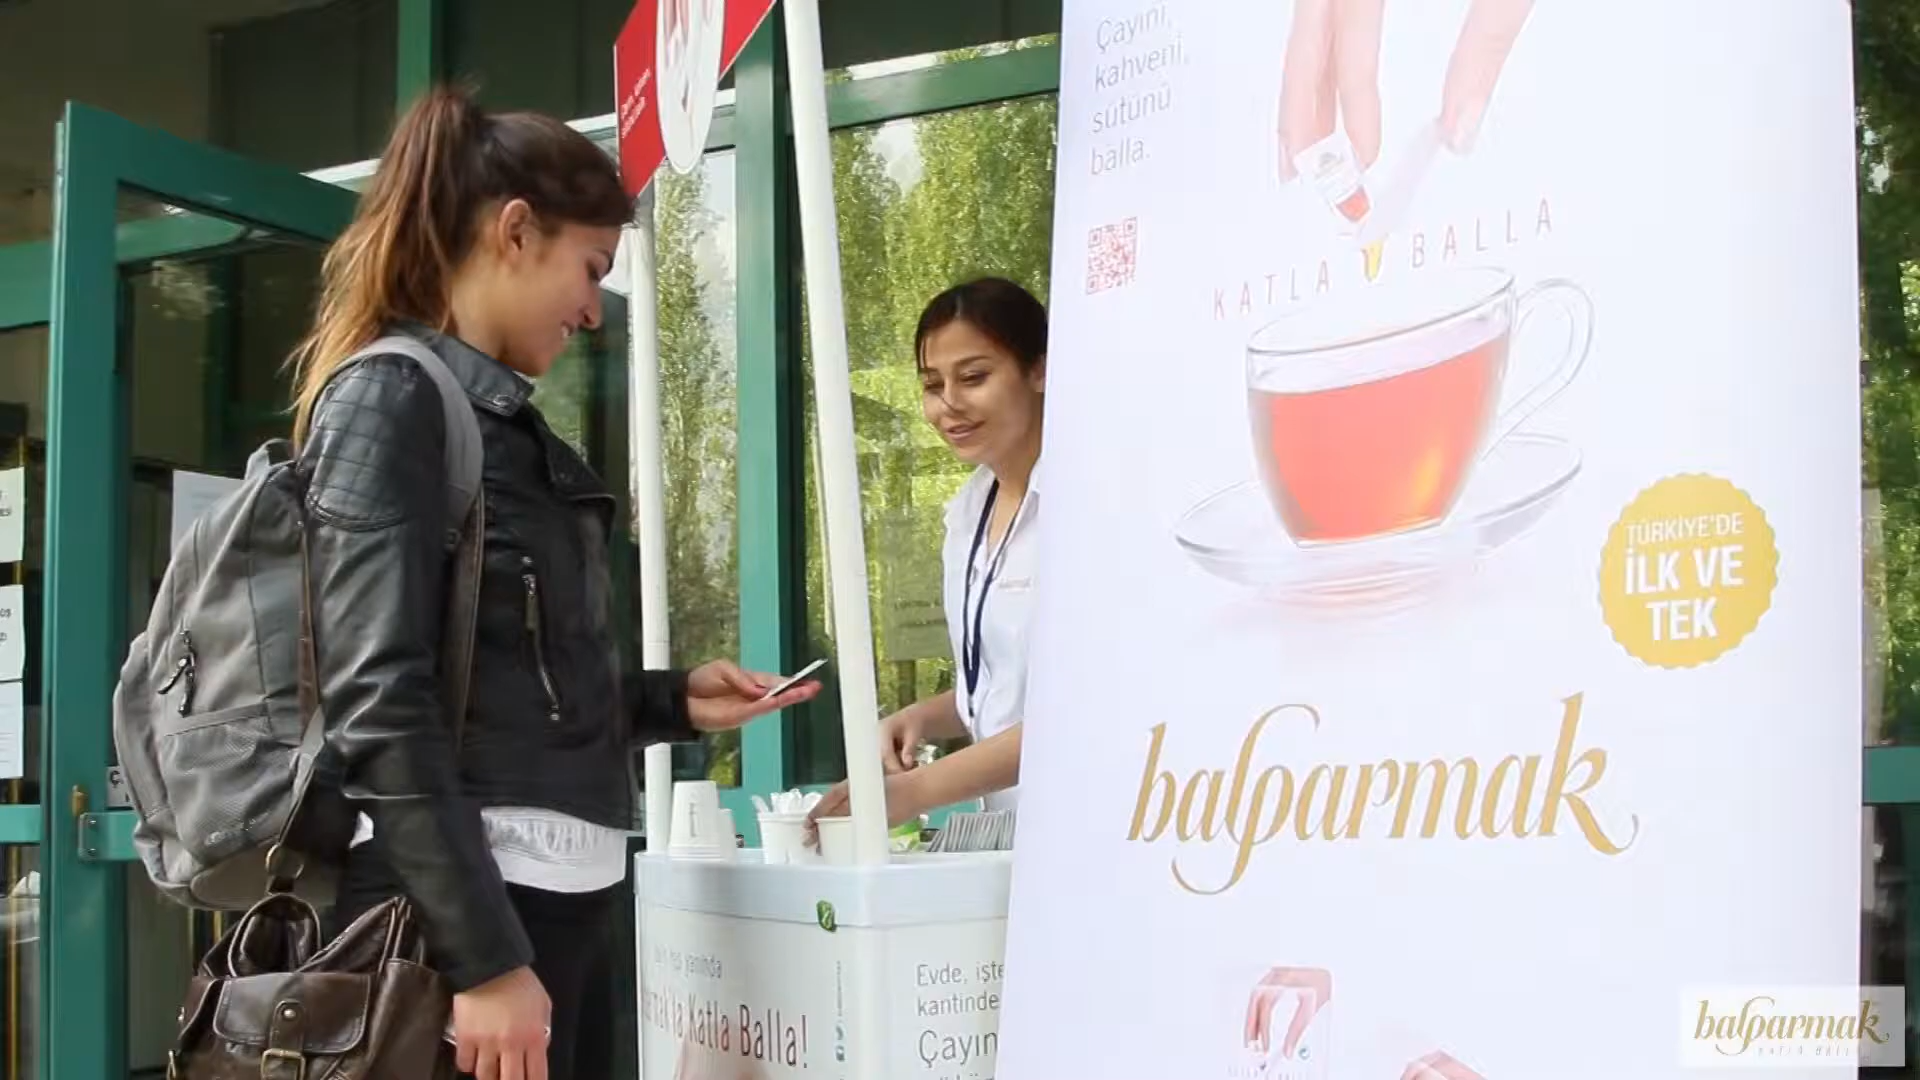 Çayını,
kahveni,
sütünü
balla.
KATLA BALLA
TÜRKİYE'DE
İLK VE
TEK
balparmak
Katla Balla!
Evde, işte
kantinde
Çayın
balparmak